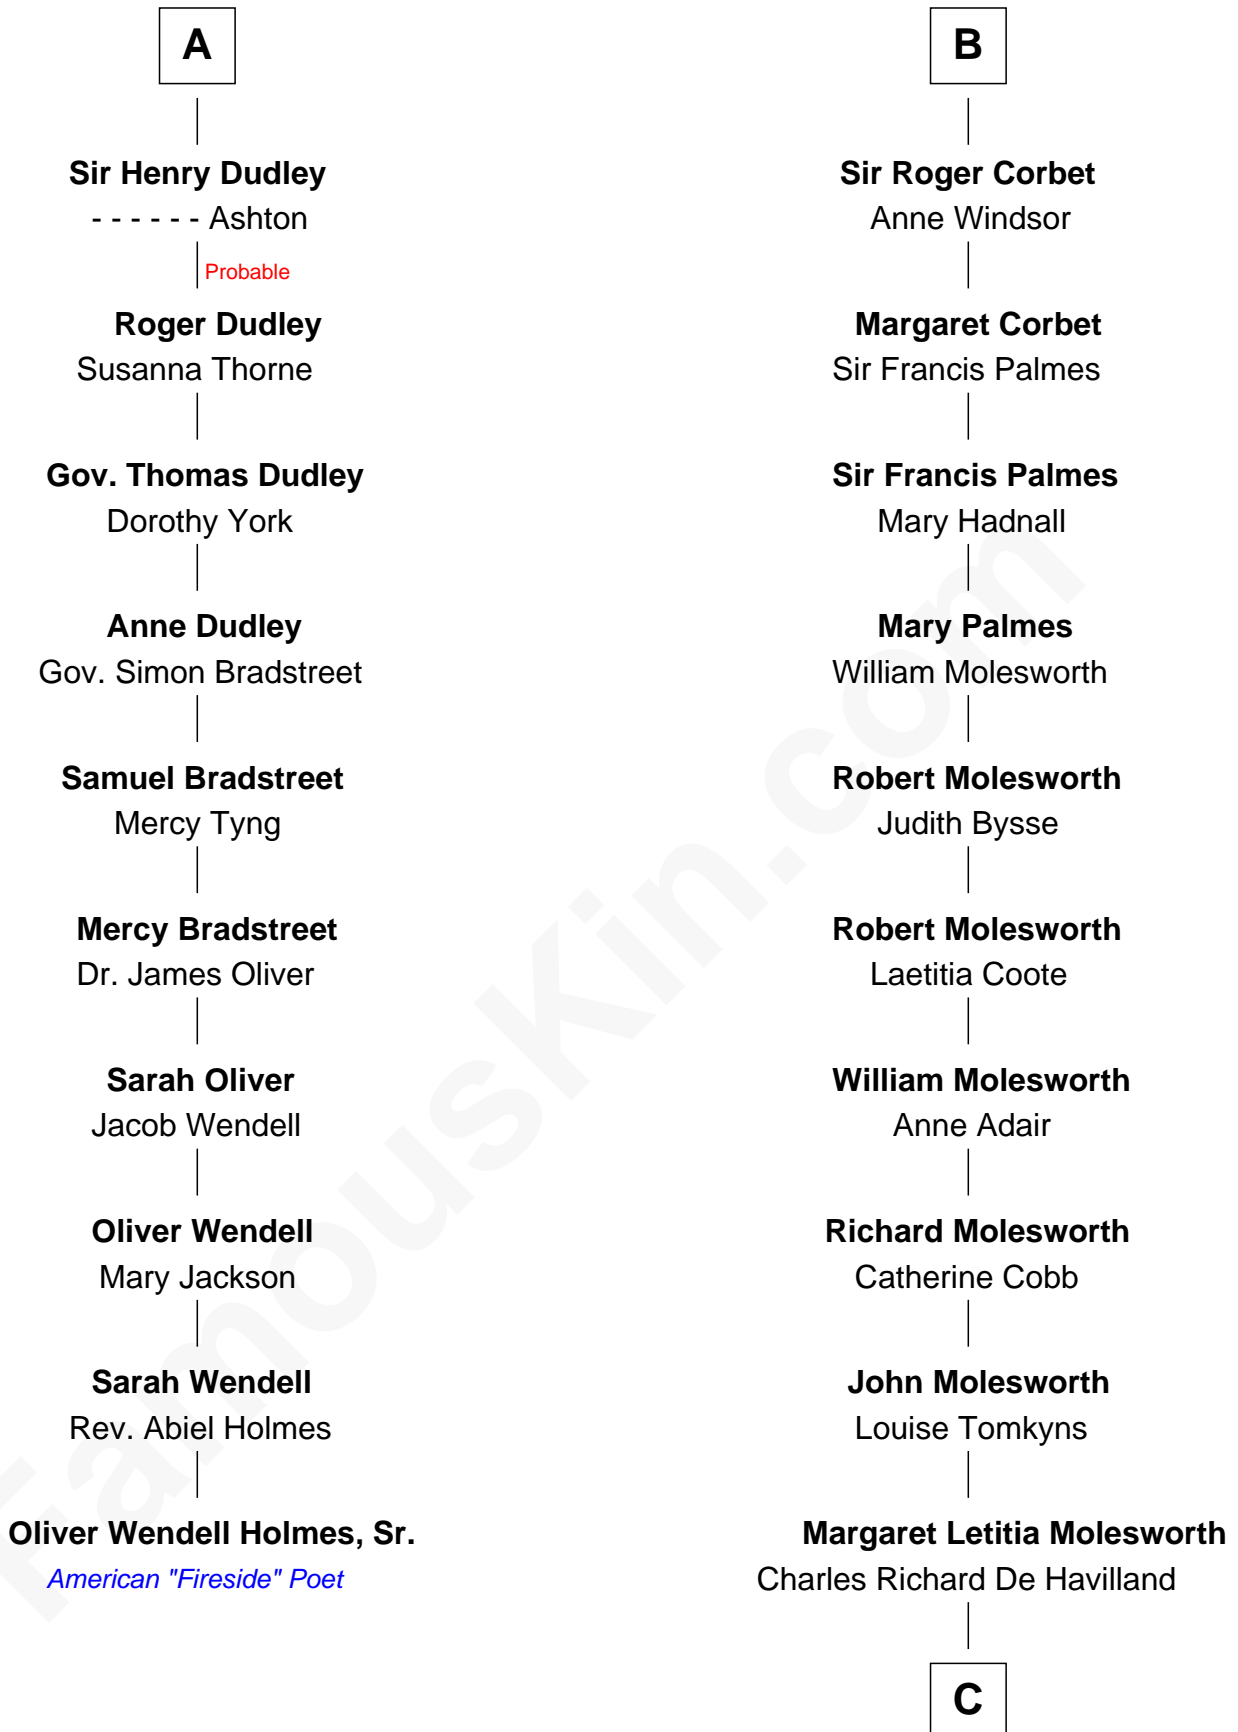 A
Sir Henry Dudley
- - - - - - Ashton
Probable
Roger Dudley
Susanna Thorne
Gov. Thomas Dudley
Dorothy York
Anne Dudley
Gov. Simon Bradstreet
Samuel Bradstreet
Mercy Tyng
Mercy Bradstreet
Dr. James Oliver
Sarah Oliver
Jacob Wendell
Oliver Wendell
Mary Jackson
Sarah Wendell
Rev. Abiel Holmes
Oliver Wendell Holmes, Sr.
American "Fireside" Poet
B
Sir Roger Corbet
Anne Windsor
Margaret Corbet
Sir Francis Palmes
Sir Francis Palmes
Mary Hadnall
Mary Palmes
William Molesworth
Robert Molesworth
Judith Bysse
Robert Molesworth
Laetitia Coote
William Molesworth
Anne Adair
Richard Molesworth
Catherine Cobb
John Molesworth
Louise Tomkyns
Margaret Letitia Molesworth
Charles Richard De Havilland
C
FamousKin.com